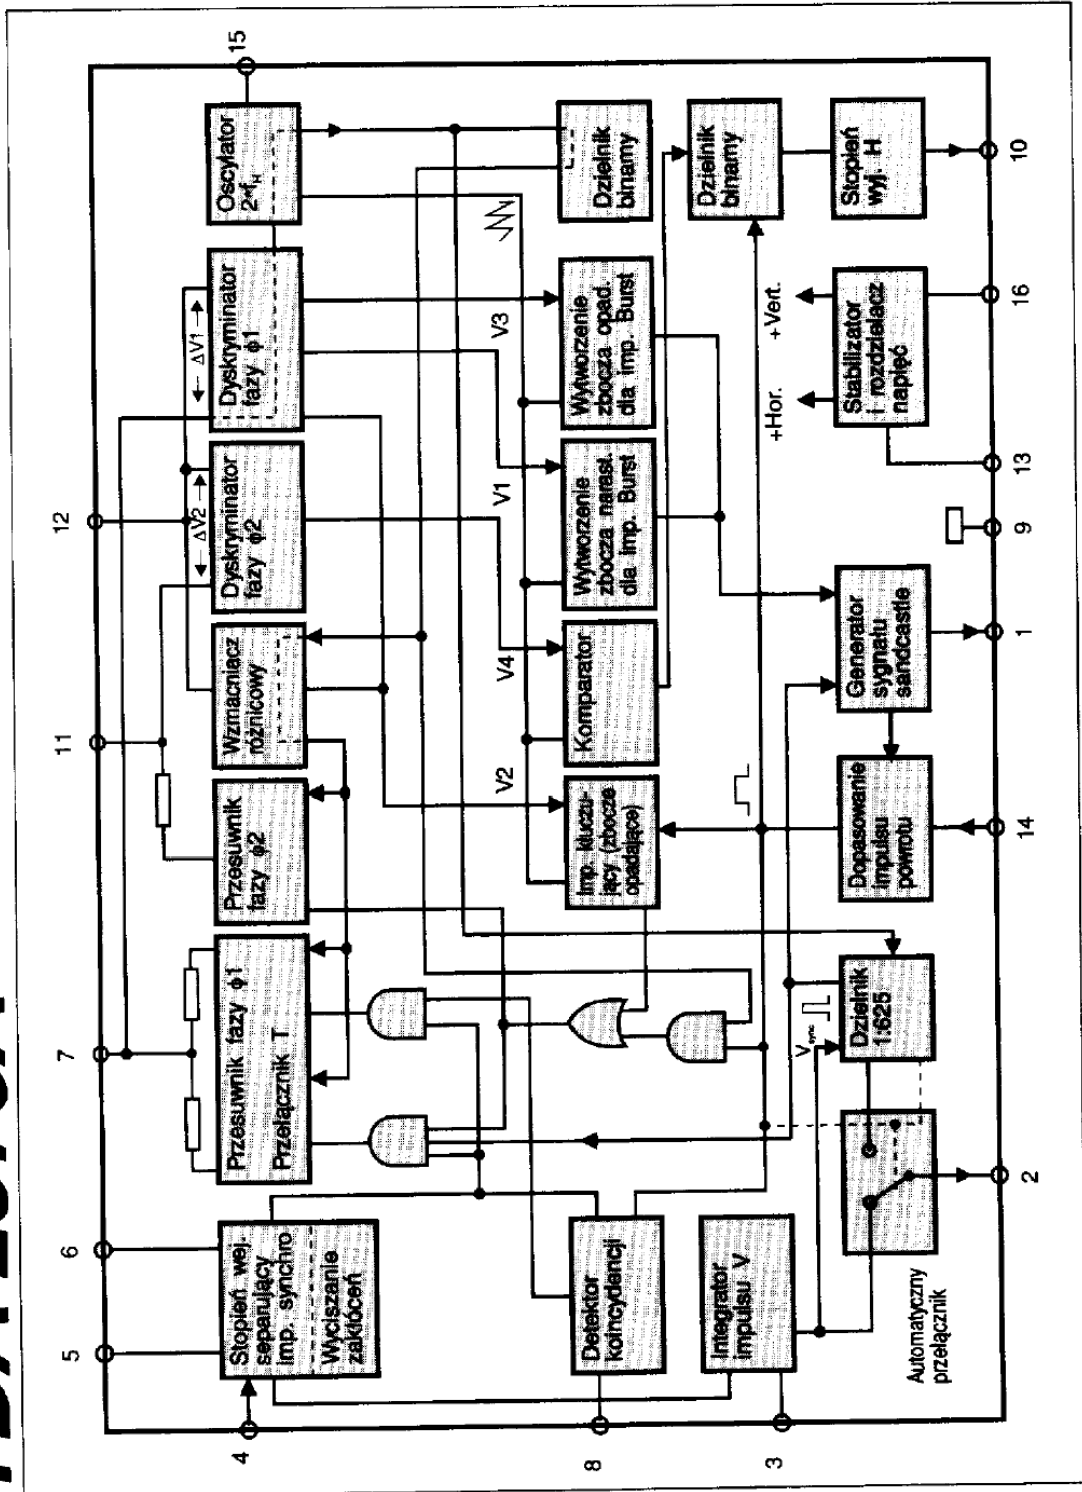 5
6
7
11
12
15
4
Stopień wej.
separujący
imp. synchro
Wyciszanie
zakłóceń
Przesuwnik fazy φ1
Przełącznik T
Przesuwnik
fazy φ2
Wzmacniacz
różnicowy
ΔV2
Dyskryminator
fazy φ2
ΔV1
Dyskryminator
fazy φ1
Oscylator
2*fH
V2
V4
V1
V3
8
Detektor
koincydencji
Imp. kluczu-
jący (zbocze
opadające)
Komparator
Wytworzenie
zbocza narast.
dla imp. Burst
Wytworzenie
zbocza opad.
dla imp. Burst
Dzielnik
binarny
3
Integrator
impulsu V
Dzielnik
binarny
+Hor.
+Vert.
Vsync
Automatyczny
przełącznik
Dzielnik
1:625
Dopasowanie
impulsu
powrotu
Generator
sygnału
sandcastle
Stabilizator
i rozdzielacz
napięć
Stopień
wyj. H
2
14
1
9
13
16
10